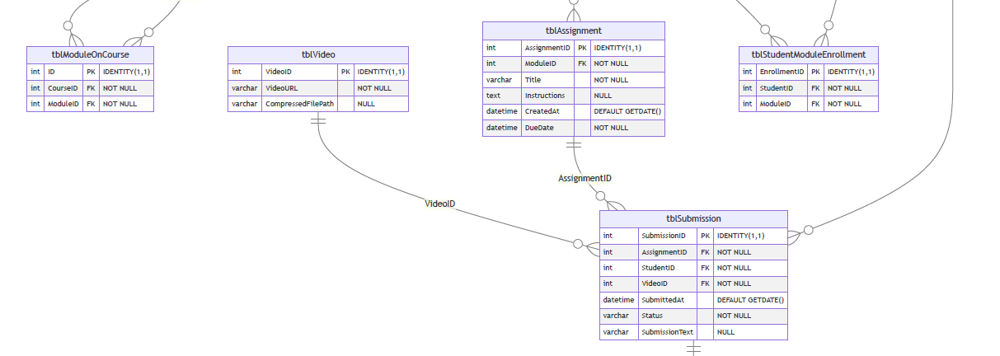 tblModuleOnCourse
int ID PK IDENTITY(1,1)
int CourseID FK NOT NULL
int ModuleID FK NOT NULL
tblVideo
int VideoID PK IDENTITY(1,1)
varchar VideoURL NOT NULL
varchar CompressedFilePath NULL
tblAssignment
int AssignmentID PK IDENTITY(1,1)
int ModuleID FK NOT NULL
varchar Title NOT NULL
text Instructions NULL
datetime CreatedAt DEFAULT GETDATE()
datetime DueDate NOT NULL
tblStudentModuleEnrollment
int EnrollmentID PK IDENTITY(1,1)
int StudentID FK NOT NULL
int ModuleID FK NOT NULL
AssignmentID
VideoID
tblSubmission
int SubmissionID PK IDENTITY(1,1)
int AssignmentID FK NOT NULL
int StudentID FK NOT NULL
int VideoID FK NOT NULL
datetime SubmittedAt DEFAULT GETDATE()
varchar Status NOT NULL
varchar SubmissionText NULL